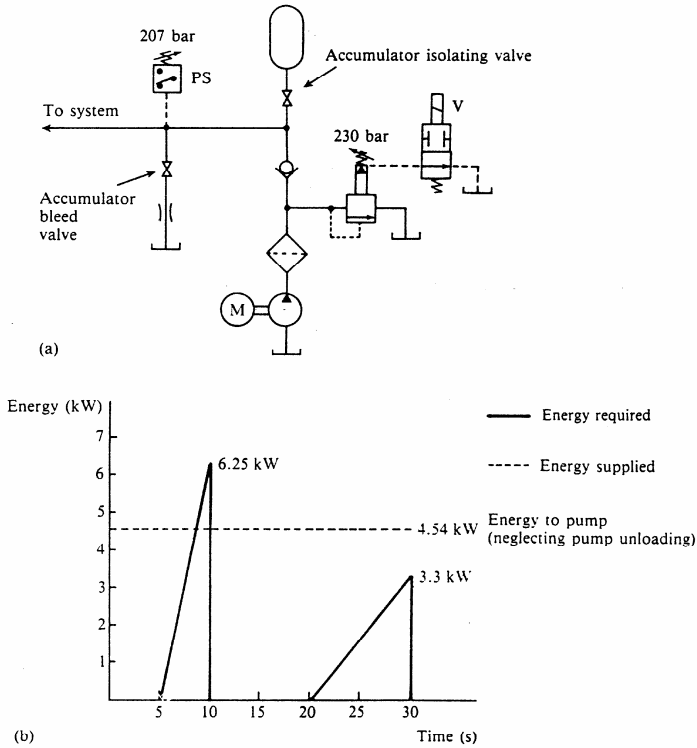 207 bar
PS
Accumulator isolating valve
To system
V
230 bar
Accumulator
bleed
valve
M
(a)
Energy (kW)
7
6
5
4
3
2
1
6.25 kW
4.54 kW
3.3 kW
Energy required
Energy supplied
Energy to pump
(neglecting pump unloading)
5 10 15 20 25 30
Time (s)
(b)